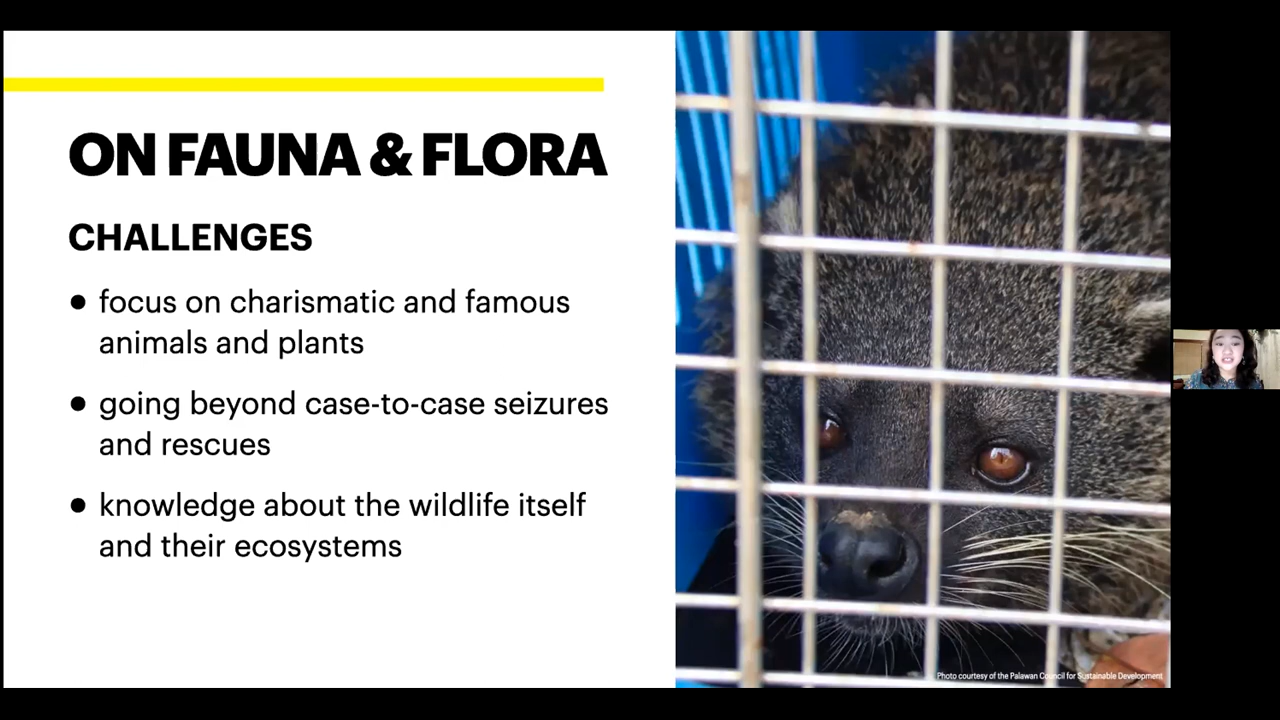 ON FAUNA & FLORA
CHALLENGES
● focus on charismatic and famous
animals and plants
● going beyond case-to-case seizures
and rescues
● knowledge about the wildlife itself
and their ecosystems
Photo courtesy of the Palawan Council for Sustainable Development